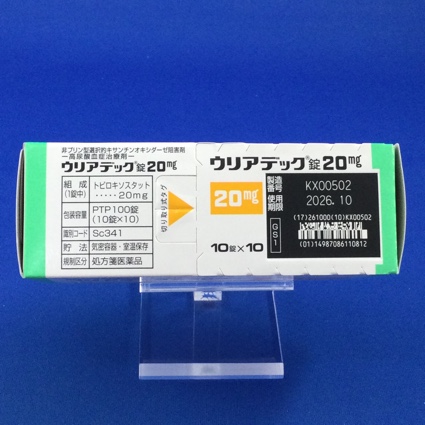 非プリン型選択的キサンチンオキシダーゼ阻害剤
ー高尿酸血症治療剤ー
ウリアデック®錠20mg
組成 トピロキソスタット
(1錠中) ‥‥‥20mg
包装容量 PTP100錠
(10錠×10)
識別コード Sc341
貯法 気密容器・室温保存
規制区分 処方箋医薬品
切り取り式タグ
ウリアデック®錠20mg
20mg
10錠×10
製造番号 KX00502
使用期限 2026.10
GS1
(17)261000(10)KX00502
(01)14987086110812